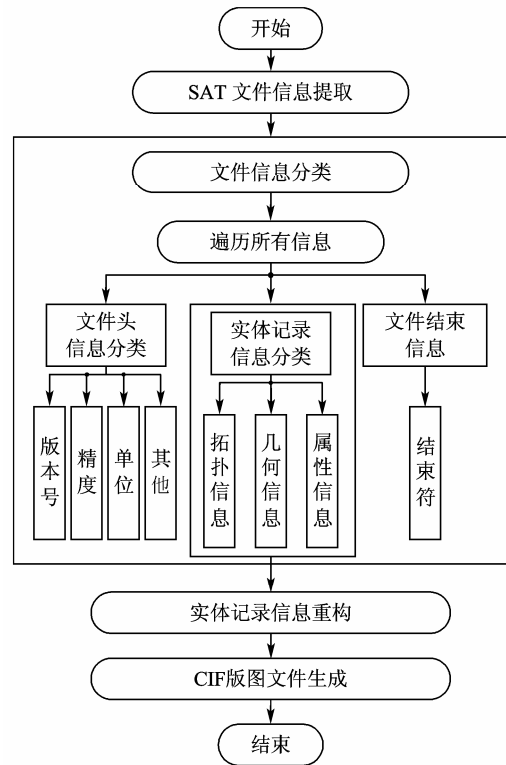 开始
SAT 文件信息提取
文件信息分类
遍历所有信息
文件头
信息分类
实体记录
信息分类
文件结束
信息
版本号
精度
单位
其他
拓扑信息
几何信息
属性信息
结束符
实体记录信息重构
CIF版图文件生成
结束